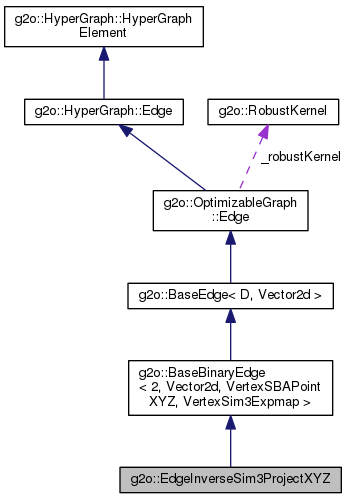 g2o::HyperGraph::HyperGraph
Element
g2o::HyperGraph::Edge
g2o::RobustKernel
_robustKernel
g2o::OptimizableGraph
::Edge
g2o::BaseEdge< D, Vector2d >
g2o::BaseBinaryEdge
< 2, Vector2d, VertexSBAPoint
XYZ, VertexSim3Expmap >
g2o::EdgeInverseSim3ProjectXYZ